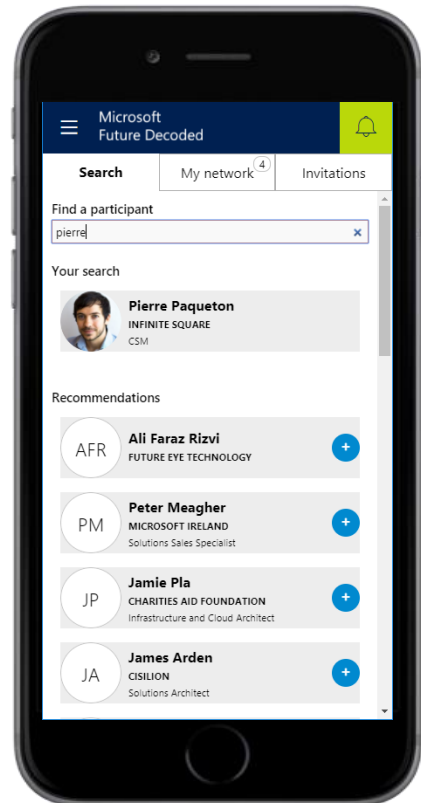 Microsoft
Future Decoded
Search
My network
4
Invitations
Find a participant
pierre
Your search
Pierre Paqueton
INFINITE SQUARE
CSM
Recommendations
AFR
Ali Faraz Rizvi
FUTURE EYE TECHNOLOGY
+
PM
Peter Meagher
MICROSOFT IRELAND
Solutions Sales Specialist
+
JP
Jamie Pla
CHARITIES AID FOUNDATION
Infrastructure and Cloud Architect
+
JA
James Arden
CISILION
Solutions Architect
+